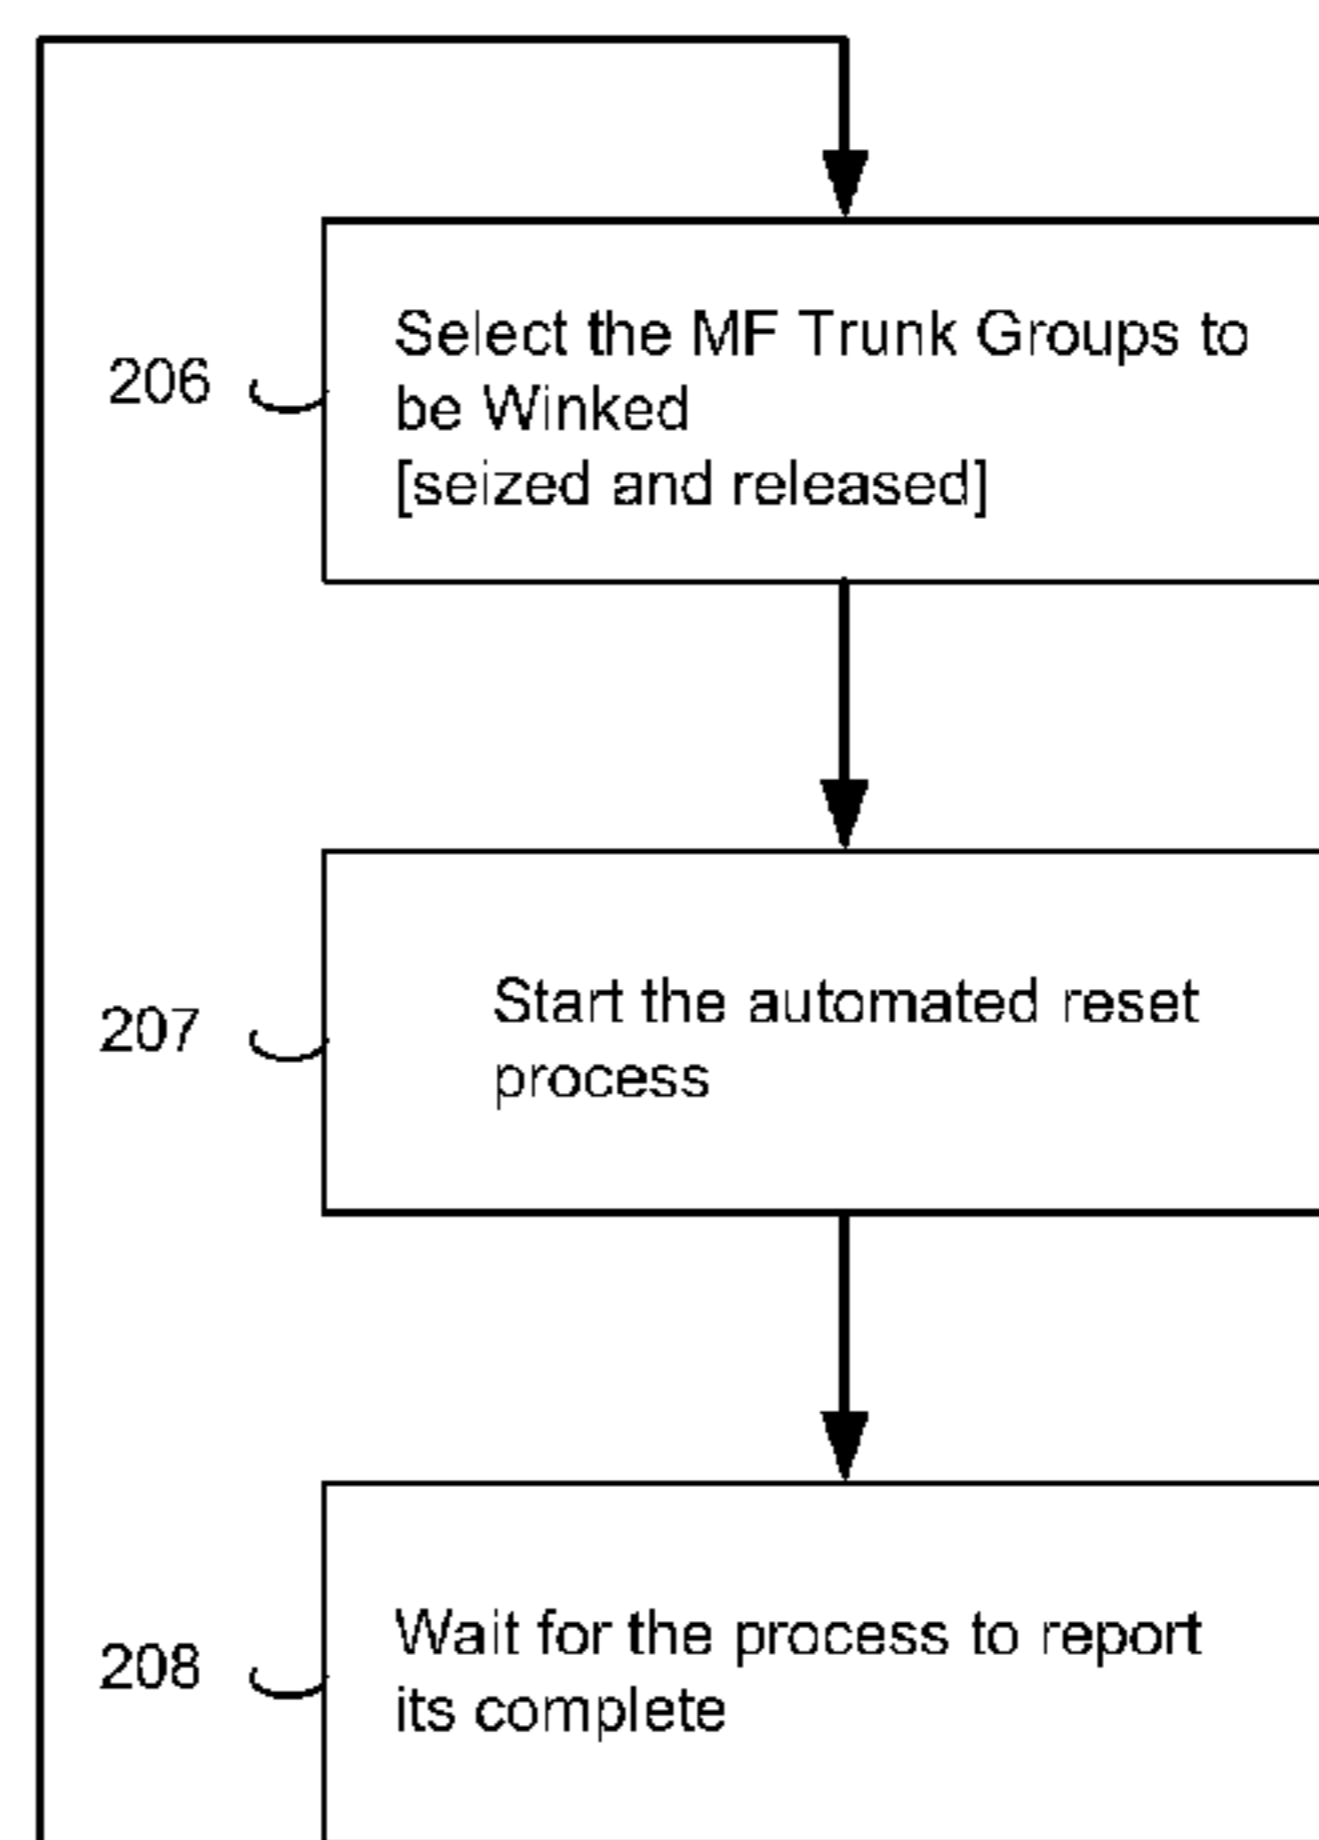 206
Select the MF Trunk Groups to
be Winked
[seized and released]
207
Start the automated reset
process
208
Wait for the process to report
its complete